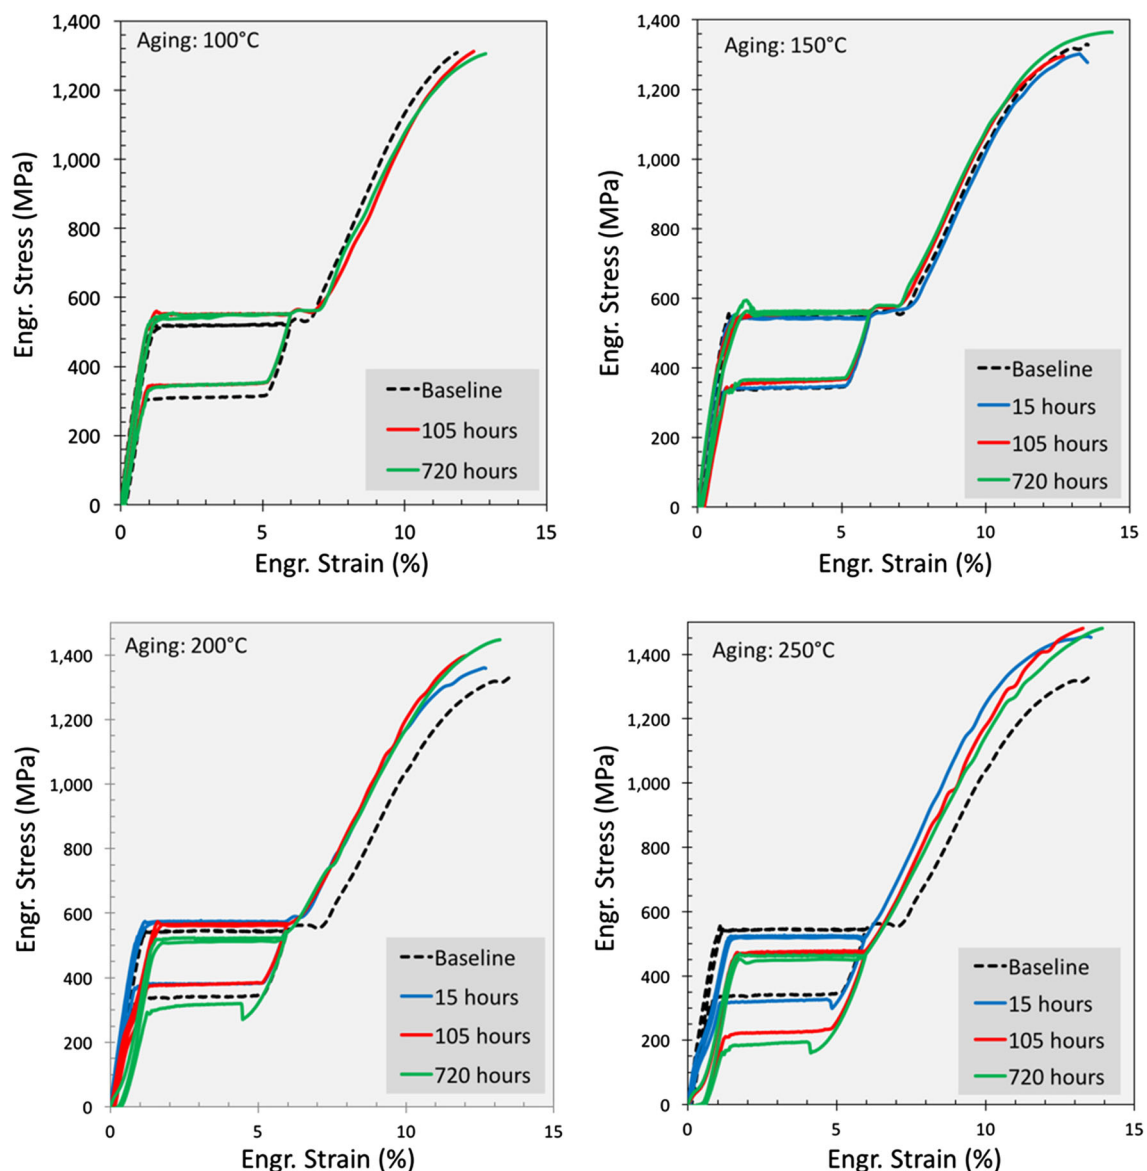 Aging: 100°C
1,400
1,200
1,000
800
600
400
200
0
0 5 10 15
Engr. Stress (MPa)
Engr. Strain (%)
Baseline
105 hours
720 hours
Aging: 150°C
1,400
1,200
1,000
800
600
400
200
0
0 5 10 15
Engr. Stress (MPa)
Engr. Strain (%)
Baseline
15 hours
105 hours
720 hours
Aging: 200°C
1,400
1,200
1,000
800
600
400
200
0
0 5 10 15
Engr. Stress (MPa)
Engr. Strain (%)
Baseline
15 hours
105 hours
720 hours
Aging: 250°C
1,400
1,200
1,000
800
600
400
200
0
0 5 10 15
Engr. Stress (MPa)
Engr. Strain (%)
Baseline
15 hours
105 hours
720 hours